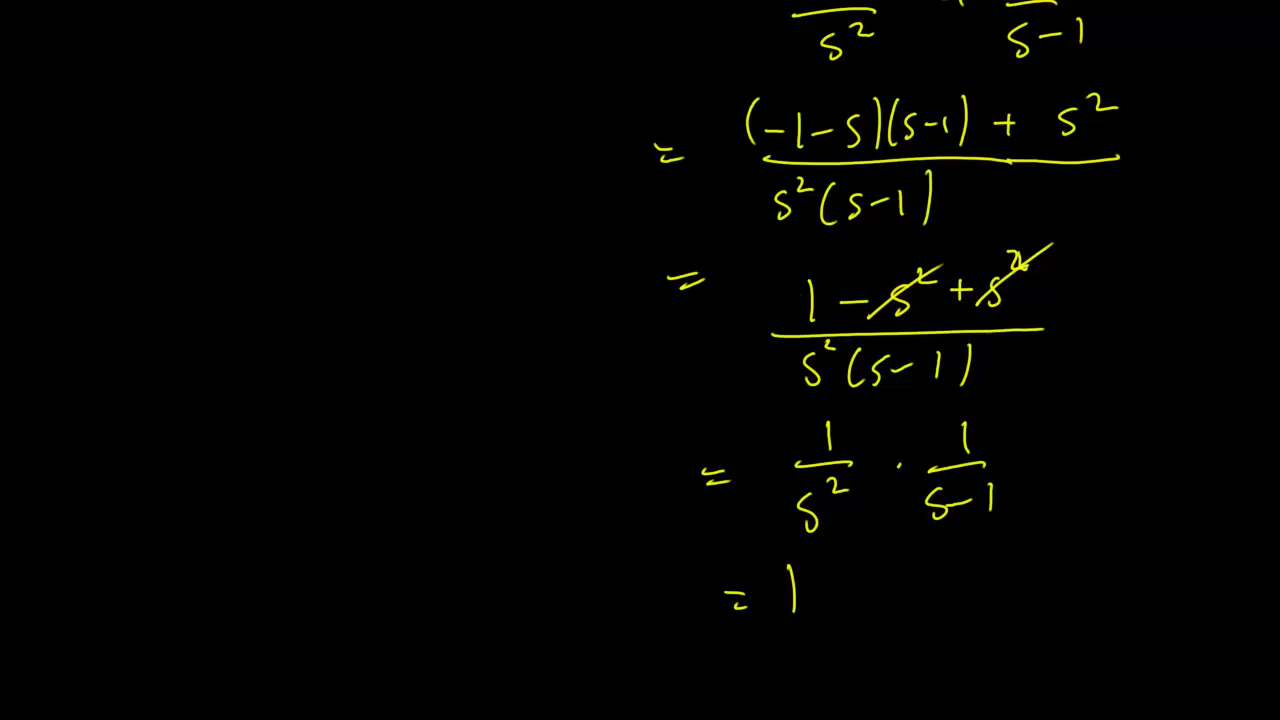 s² s-1
= ((-1-s)(s-1) + s²)/(s²(s-1))
= (1 - s² + s²)/(s²(s-1))
= 1/s² · 1/(s-1)
= 1